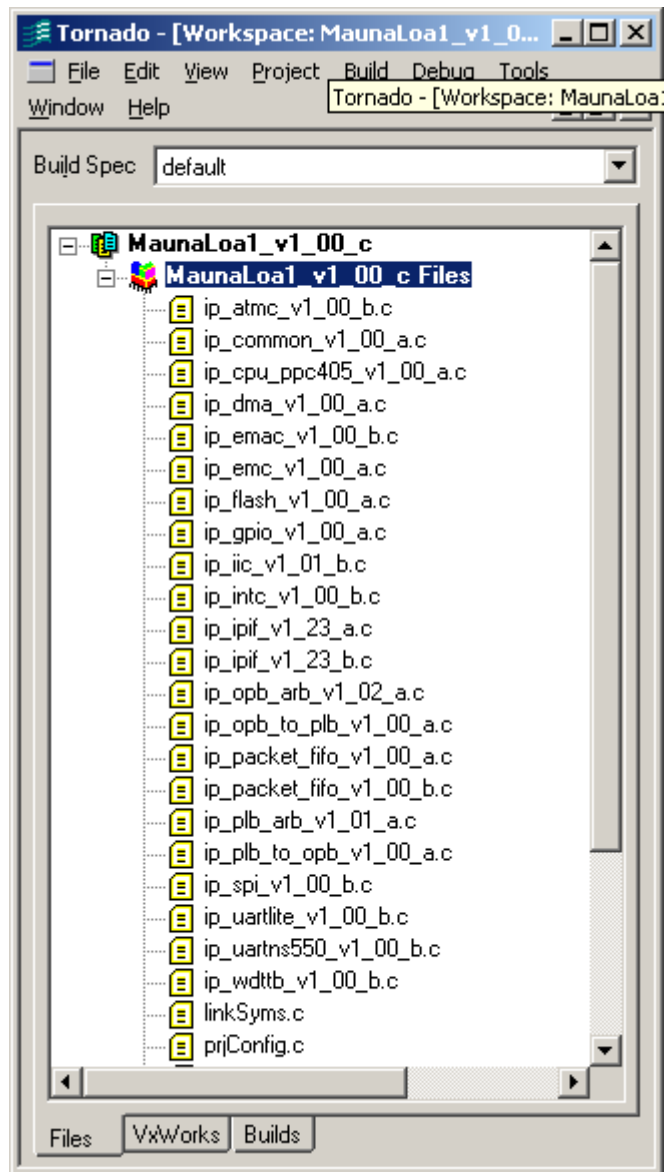 Tornado - [Workspace: MaunaLoa1_v1_0...
File Edit View Project Build Debug Tools
Tornado - [Workspace: MaunaLoa1
Window Help
Build Spec default
MaunaLoa1_v1_00_c
MaunaLoa1_v1_00_c Files
ip_atmc_v1_00_b.c
ip_common_v1_00_a.c
ip_cpu_ppc405_v1_00_a.c
ip_dma_v1_00_a.c
ip_emac_v1_00_b.c
ip_emc_v1_00_a.c
ip_flash_v1_00_a.c
ip_gpio_v1_00_a.c
ip_iic_v1_01_b.c
ip_intc_v1_00_b.c
ip_ipif_v1_23_a.c
ip_ipif_v1_23_b.c
ip_opb_arb_v1_02_a.c
ip_opb_to_plb_v1_00_a.c
ip_packet_fifo_v1_00_a.c
ip_packet_fifo_v1_00_b.c
ip_plb_arb_v1_01_a.c
ip_plb_to_opb_v1_00_a.c
ip_spi_v1_00_b.c
ip_uartlite_v1_00_b.c
ip_uartns550_v1_00_b.c
ip_wdttb_v1_00_b.c
linkSyms.c
prjConfig.c
Files VxWorks Builds